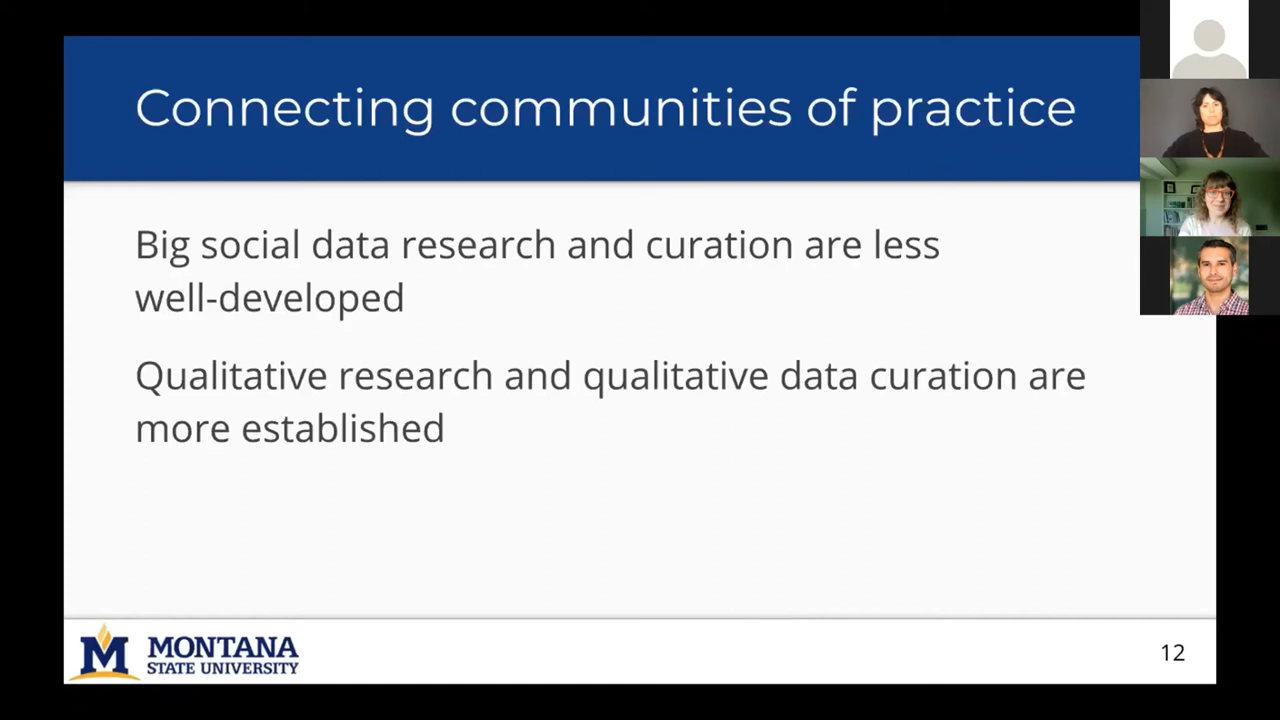 Connecting communities of practice
Big social data research and curation are less
well-developed
Qualitative research and qualitative data curation are
more established
M MONTANA
STATE UNIVERSITY
12